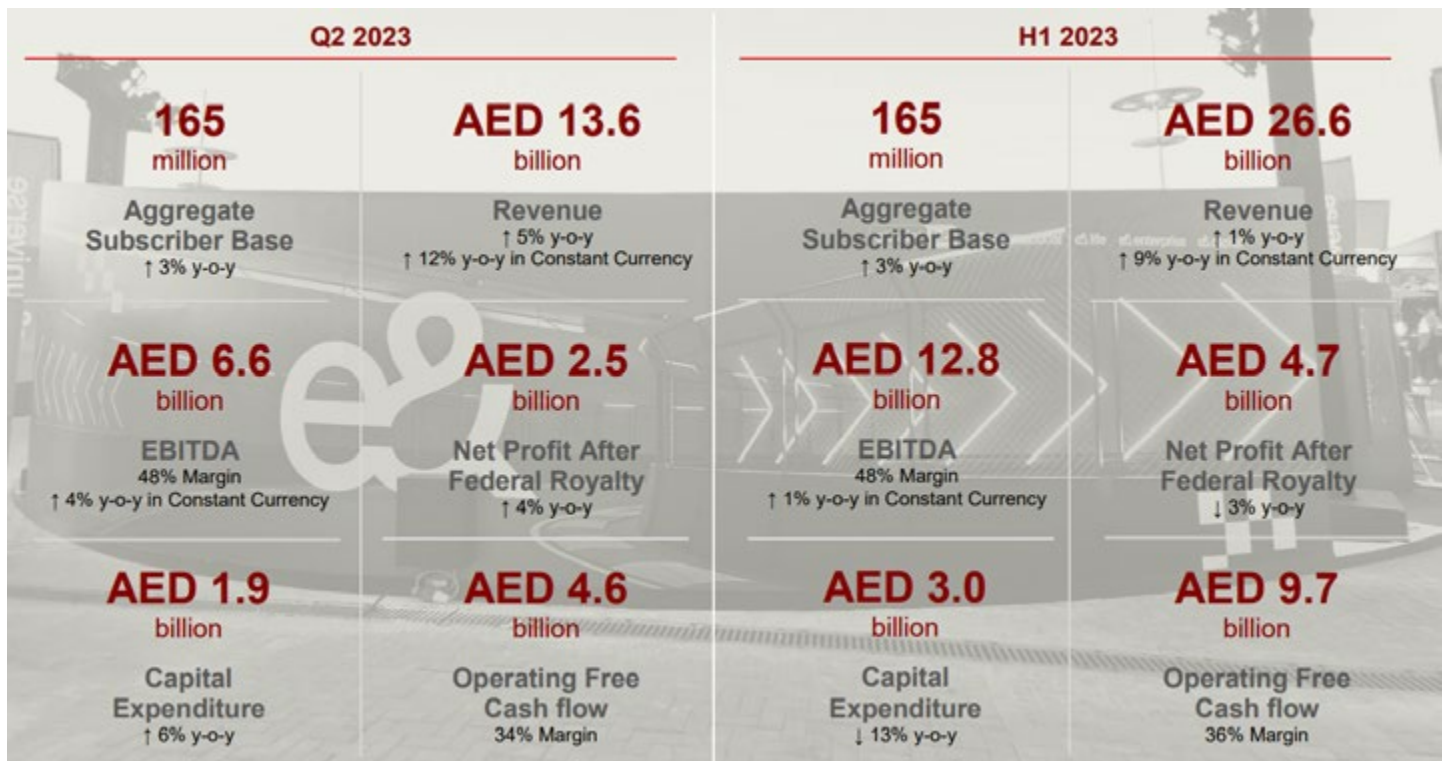 Q2 2023
165
million
Aggregate
Subscriber Base
↑ 3% y-o-y
AED 13.6
billion
Revenue
↑ 5% y-o-y
↑ 12% y-o-y in Constant Currency
AED 6.6
billion
EBITDA
48% Margin
↑ 4% y-o-y in Constant Currency
AED 2.5
billion
Net Profit After
Federal Royalty
↑ 4% y-o-y
AED 1.9
billion
Capital
Expenditure
↑ 6% y-o-y
AED 4.6
billion
Operating Free
Cash flow
34% Margin
H1 2023
165
million
Aggregate
Subscriber Base
↑ 3% y-o-y
AED 26.6
billion
Revenue
↑ 1% y-o-y
↑ 9% y-o-y in Constant Currency
AED 12.8
billion
EBITDA
48% Margin
↑ 1% y-o-y in Constant Currency
AED 4.7
billion
Net Profit After
Federal Royalty
↓ 3% y-o-y
AED 3.0
billion
Capital
Expenditure
↓ 13% y-o-y
AED 9.7
billion
Operating Free
Cash flow
36% Margin
e&
universe
e& life
e& enterprise